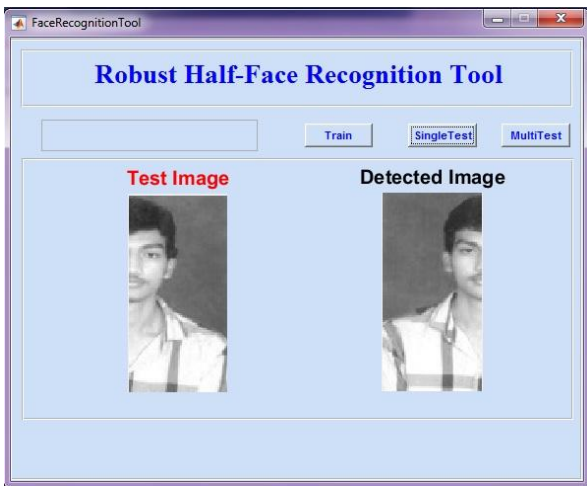 FaceRecognitionTool
Robust Half-Face Recognition Tool
Train SingleTest MultiTest
Test Image Detected Image